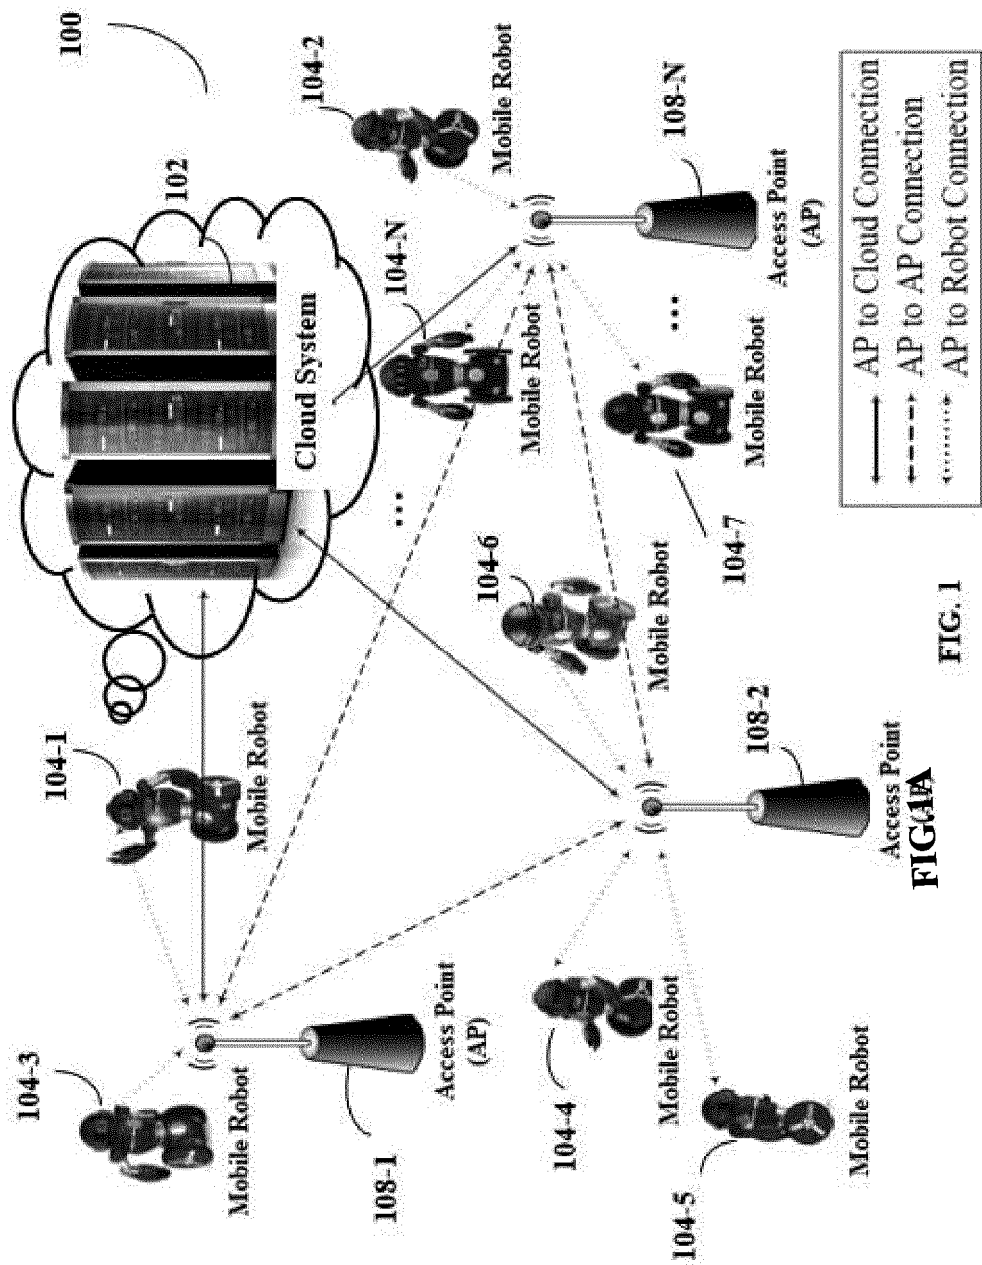 100
102
Cloud System
104-1
Mobile Robot
104-2
Mobile Robot
104-3
Mobile Robot
104-N
Mobile Robot
...
104-6
Mobile Robot
104-7
Mobile Robot
...
104-4
Mobile Robot
104-5
Mobile Robot
108-1
Access Point
(AP)
108-2
Access Point
108-N
Access Point
(AP)
AP to Cloud Connection
AP to AP Connection
AP to Robot Connection
FIG. 1
FIG. 1A